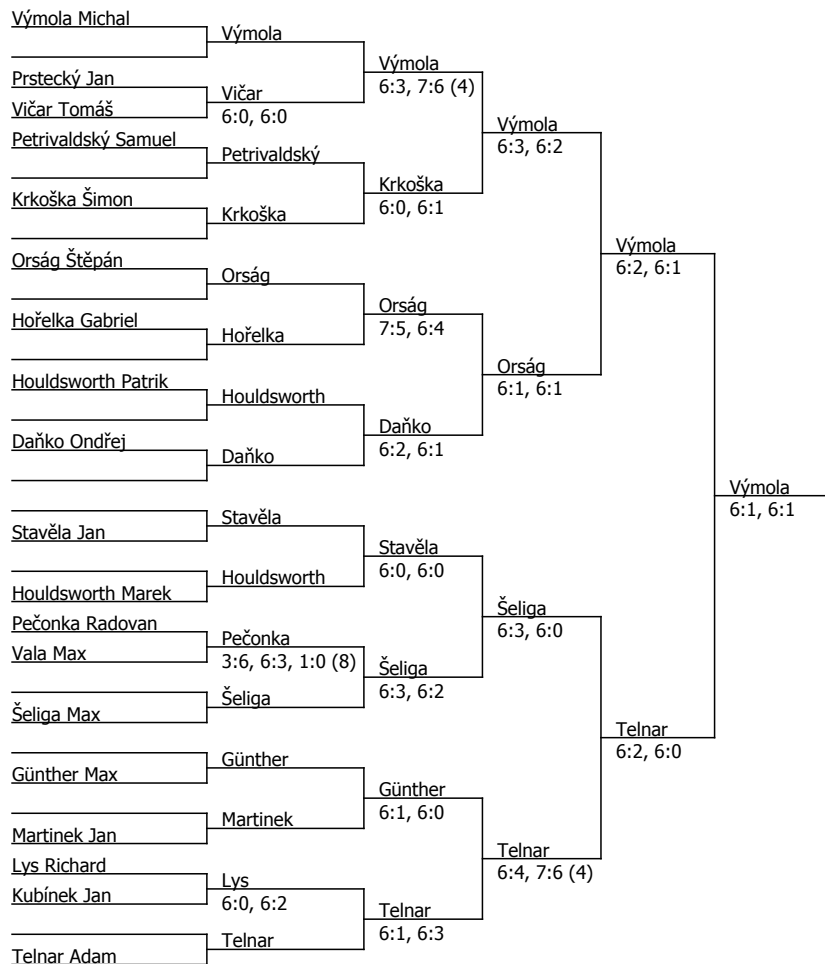 Výmola Michal
Prstecký Jan
Vičar Tomáš
Petrivaldský Samuel
Krkoška Šimon
Orság Štěpán
Hořelka Gabriel
Houldsworth Patrik
Daňko Ondřej
Stavěla Jan
Houldsworth Marek
Pečonka Radovan
Vala Max
Šeliga Max
Günther Max
Martinek Jan
Lys Richard
Kubínek Jan
Telnar Adam
Výmola
Vičar
6:0, 6:0
Petrivaldský
Krkoška
Orság
Hořelka
Houldsworth
Daňko
Stavěla
Houldsworth
Pečonka
3:6, 6:3, 1:0 (8)
Šeliga
Günther
Martinek
Lys
6:0, 6:2
Telnar
Výmola
6:3, 7:6 (4)
Krkoška
6:0, 6:1
Orság
7:5, 6:4
Daňko
6:2, 6:1
Stavěla
6:0, 6:0
Šeliga
6:3, 6:2
Günther
6:1, 6:0
Telnar
6:1, 6:3
Výmola
6:3, 6:2
Orság
6:1, 6:1
Šeliga
6:3, 6:0
Telnar
6:4, 7:6 (4)
Výmola
6:2, 6:1
Telnar
6:2, 6:0
Výmola
6:1, 6:1